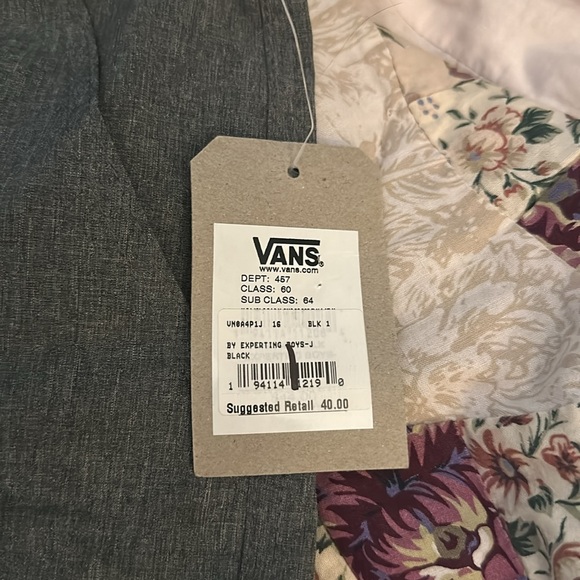 VANS
www.vans.com
DEPT: 457
CLASS: 60
SUB CLASS: 64
16 BLK 1
BY EXPERTING BOYS-J
BLACK
1 94114 1219 0
Suggested Retail 40.00